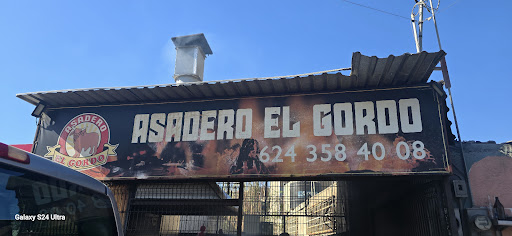 ASADERO
EL GORDO
ASADERO EL GORDO
624 358 40 08
Galaxy S24 Ultra